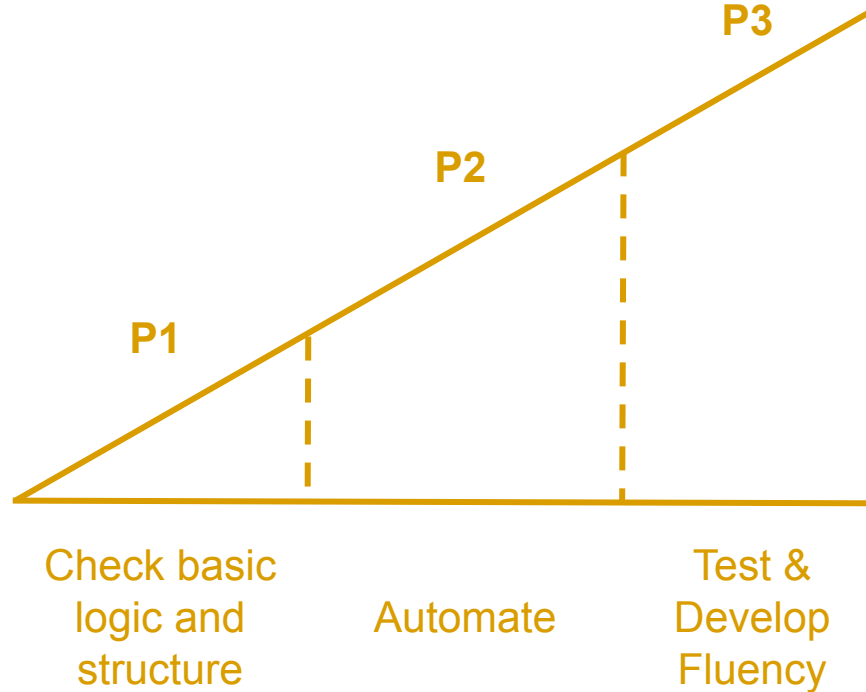 P3
P2
P1
Check basic
logic and
structure
Automate
Test &
Develop
Fluency